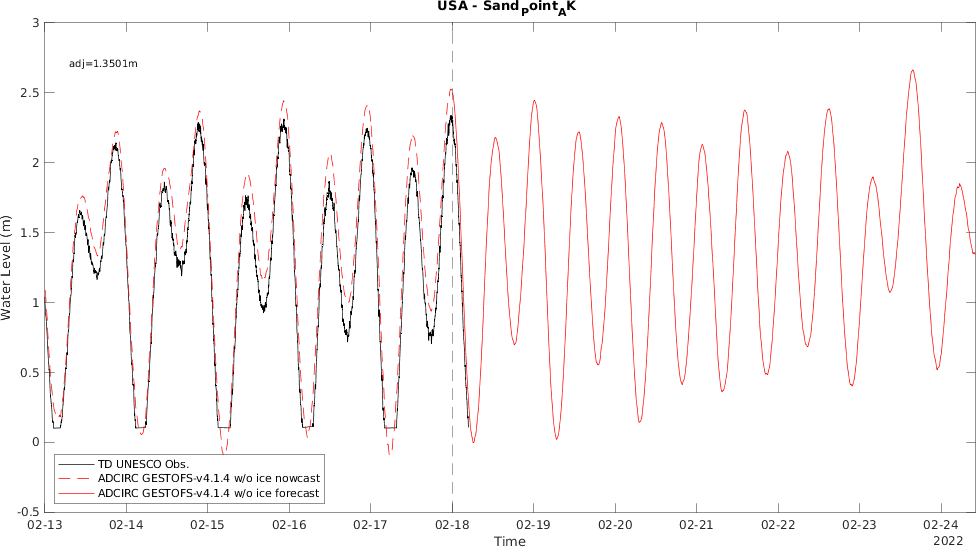 USA - Sand_Point_AK
3
2.5
2
1.5
1
0.5
0
-0.5
Water Level (m)
adj=1.3501m
TD UNESCO Obs.
ADCIRC GESTOFS-v4.1.4 w/o ice nowcast
ADCIRC GESTOFS-v4.1.4 w/o ice forecast
02-13 02-14 02-15 02-16 02-17 02-18 02-19 02-20 02-21 02-22 02-23 02-24
2022
Time